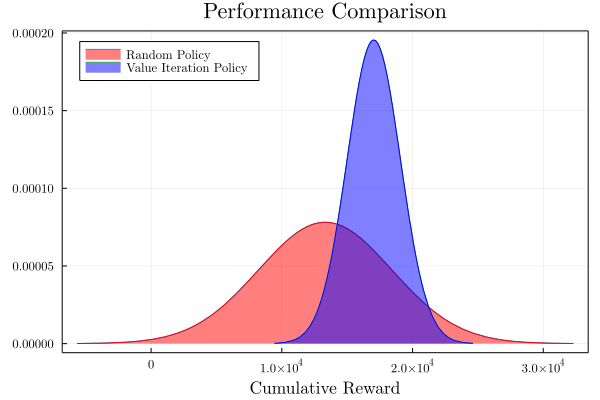 Performance Comparison
Random Policy
Value Iteration Policy
0.00020
0.00015
0.00010
0.00005
0.00000
0 1.0×10⁴ 2.0×10⁴ 3.0×10⁴
Cumulative Reward